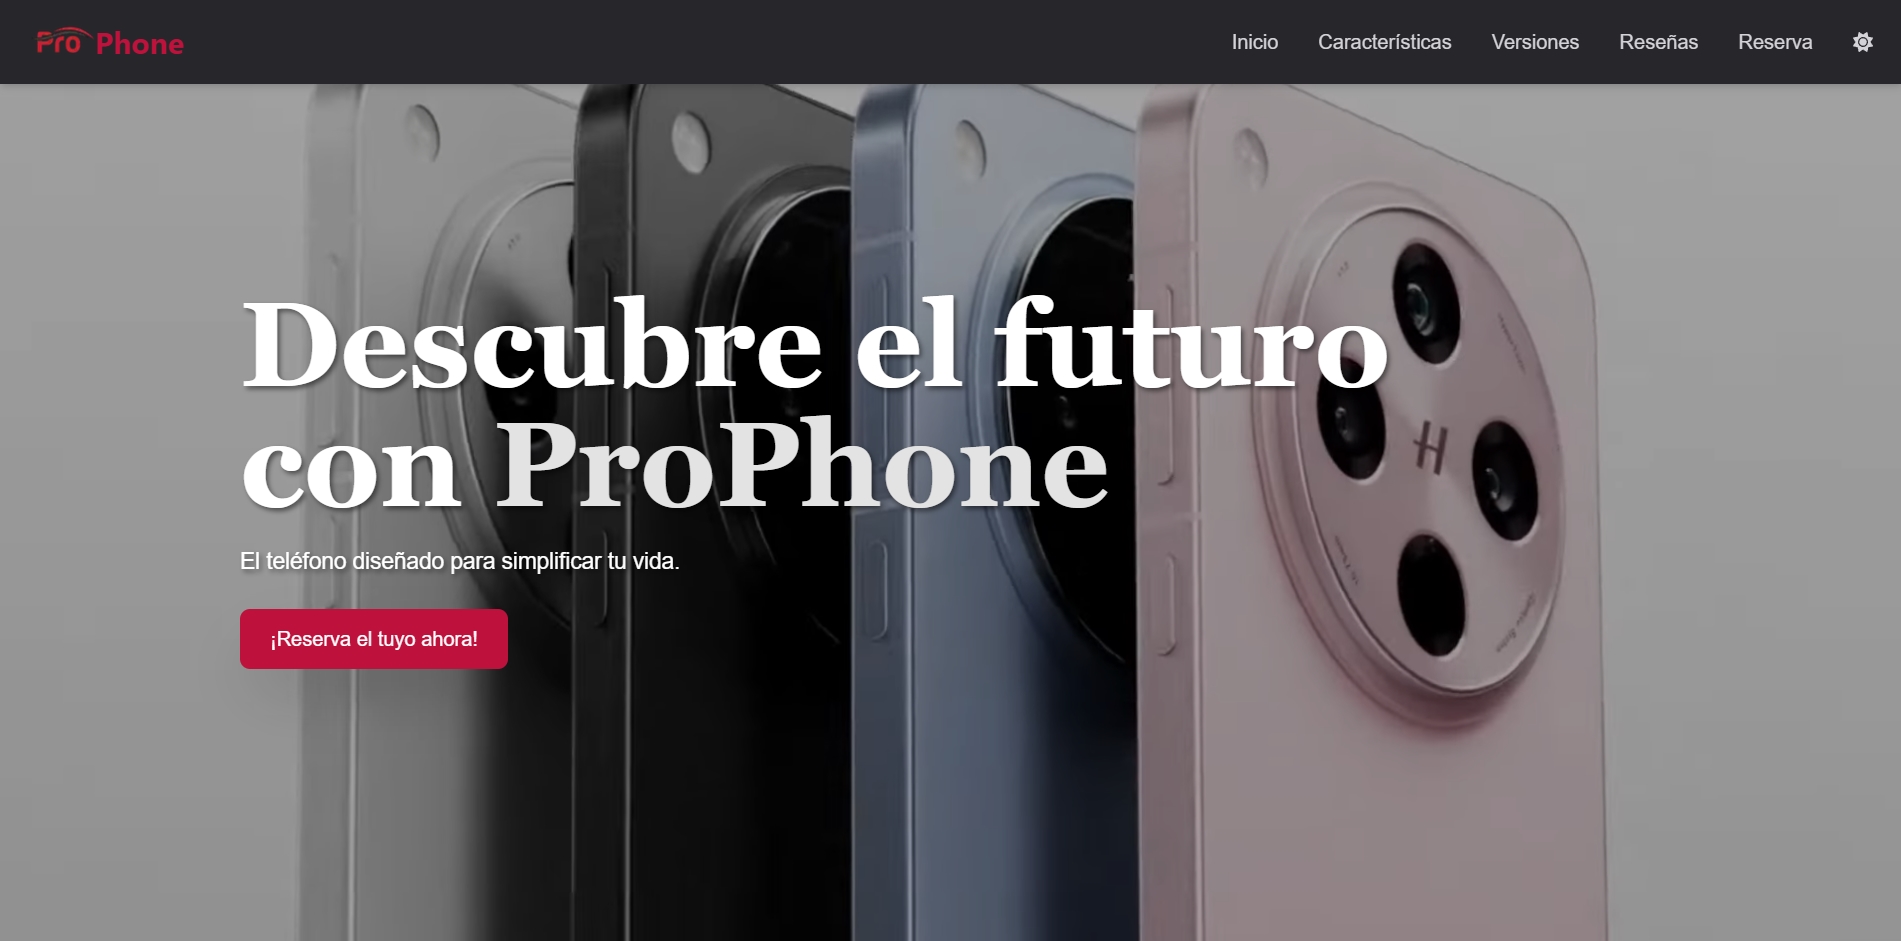 Pro Phone
Inicio
Características
Versiones
Reseñas
Reserva
Descubre el futuro
con ProPhone
El teléfono diseñado para simplificar tu vida.
¡Reserva el tuyo ahora!
H